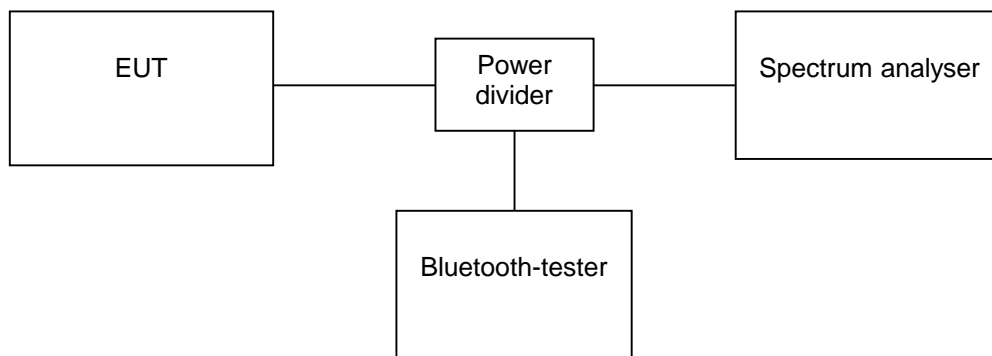 EUT
Power
divider
Spectrum analyser
Bluetooth-tester